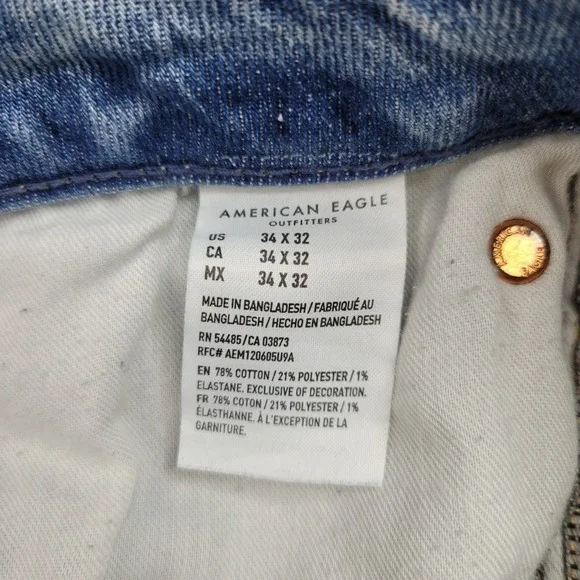 AMERICAN EAGLE
OUTFITTERS
US 34 X 32
CA 34 X 32
MX 34 X 32
MADE IN BANGLADESH / FABRIQUÉ AU
BANGLADESH / HECHO EN BANGLADESH
RN 54485 / CA 03873
RFC# AEM120605U9A
EN 78% COTTON / 21% POLYESTER / 1%
ELASTANE. EXCLUSIVE OF DECORATION.
FR 78% COTON / 21% POLYESTER / 1%
ÉLASTHANNE. À L'EXCEPTION DE LA
GARNITURE.